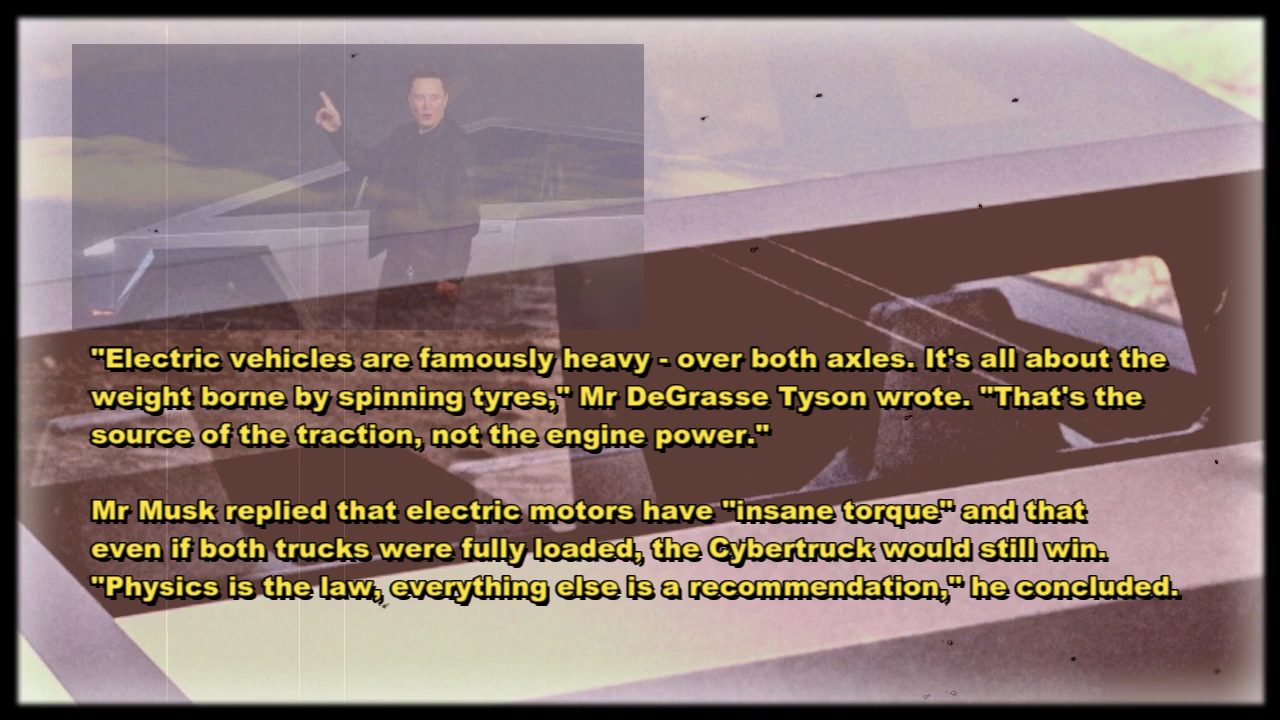 "Electric vehicles are famously heavy - over both axles. It's all about the
weight borne by spinning tyres," Mr DeGrasse Tyson wrote. "That's the
source of the traction, not the engine power."
Mr Musk replied that electric motors have "insane torque" and that
even if both trucks were fully loaded, the Cybertruck would still win.
"Physics is the law, everything else is a recommendation," he concluded.